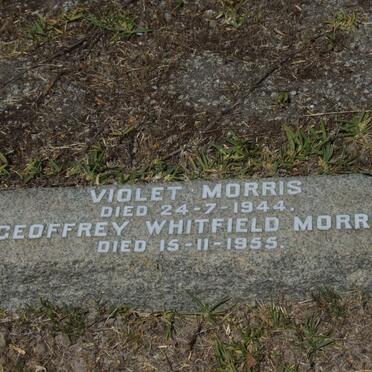 VIOLET MORRIS
DIED 24-7-1944.
GEOFFREY WHITFIELD MORR
DIED 15-11-1955.